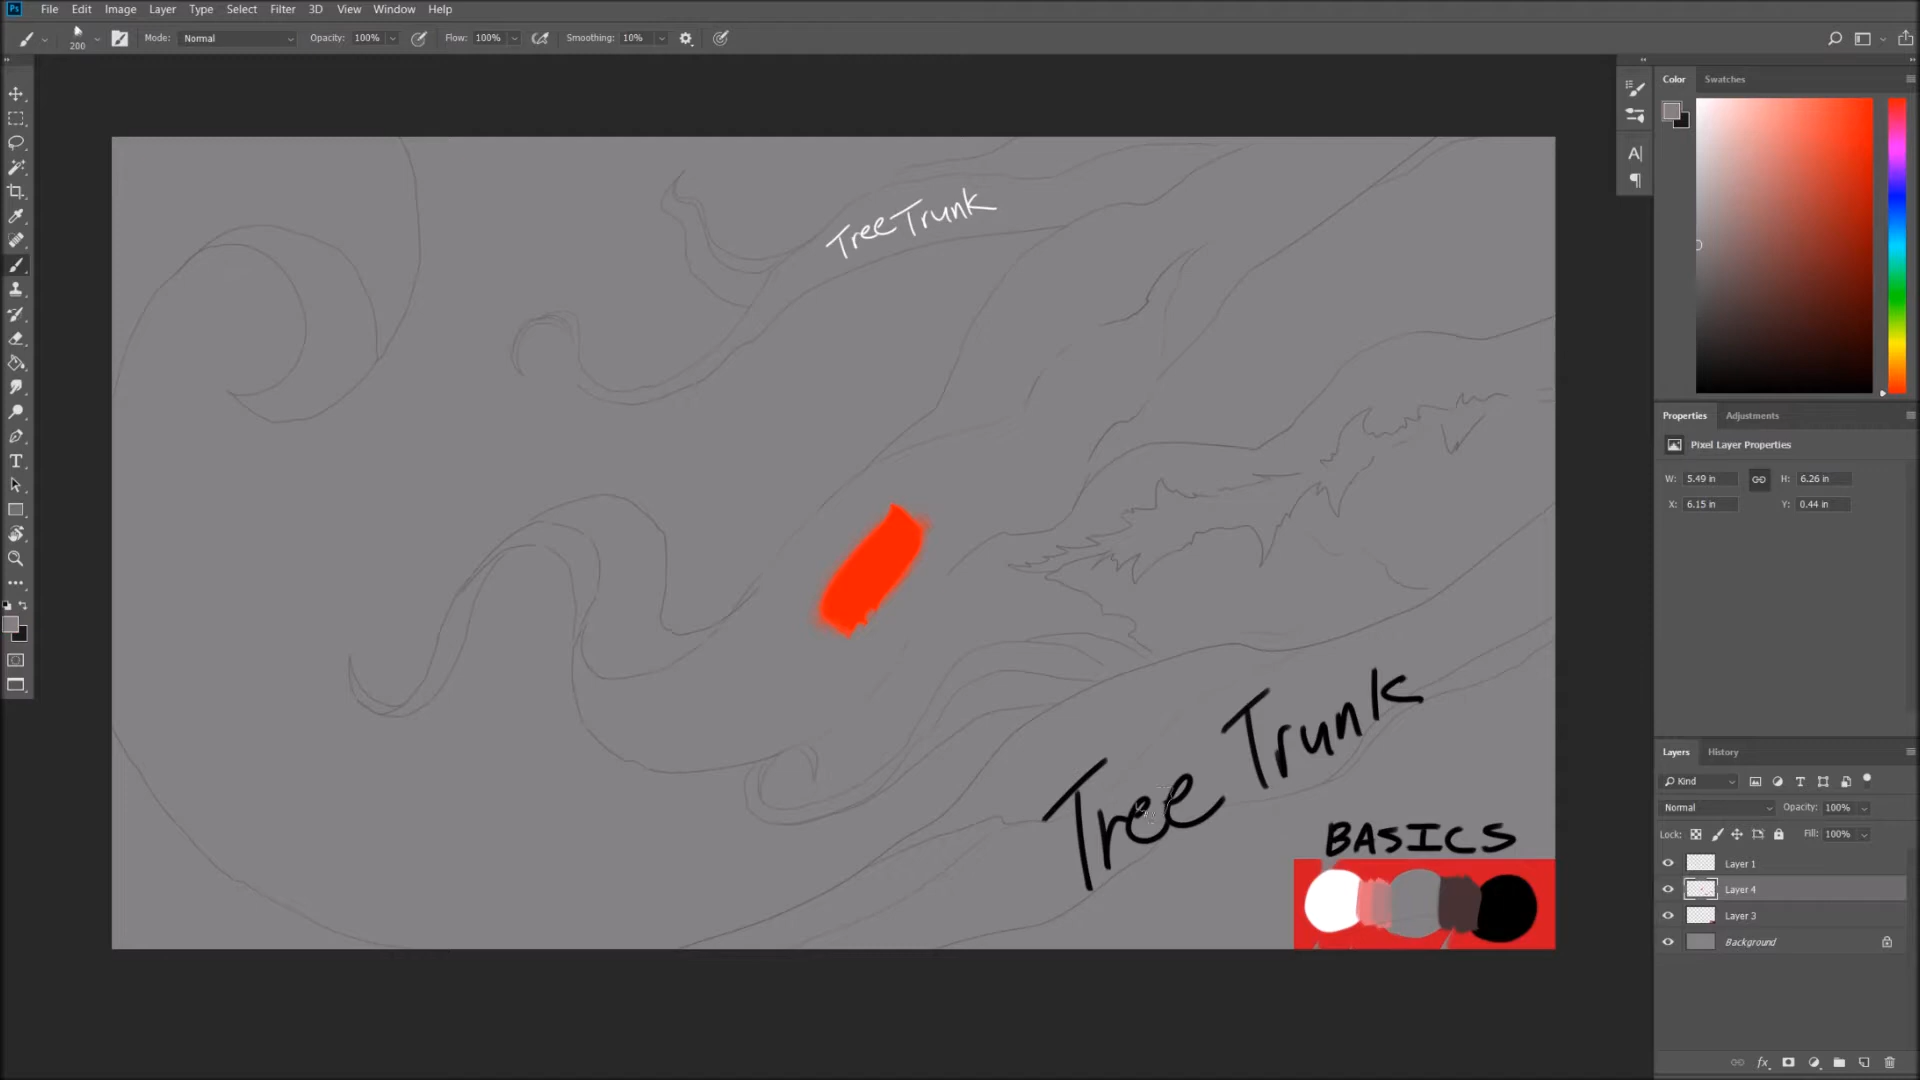 Ps File Edit Image Layer Type Select Filter 3D View Window Help
200 Mode: Normal Opacity: 100% Flow: 100% Smoothing: 10%
Color Swatches
Tree Trunk
Properties Adjustments
Pixel Layer Properties
W: 5.49 in H: 6.26 in
X: 6.15 in Y: 0.44 in
Tree Trunk
BASICS
Layers History
Kind
Normal Opacity: 100%
Lock: Fill: 100%
Layer 1
Layer 4
Layer 3
Background
fx